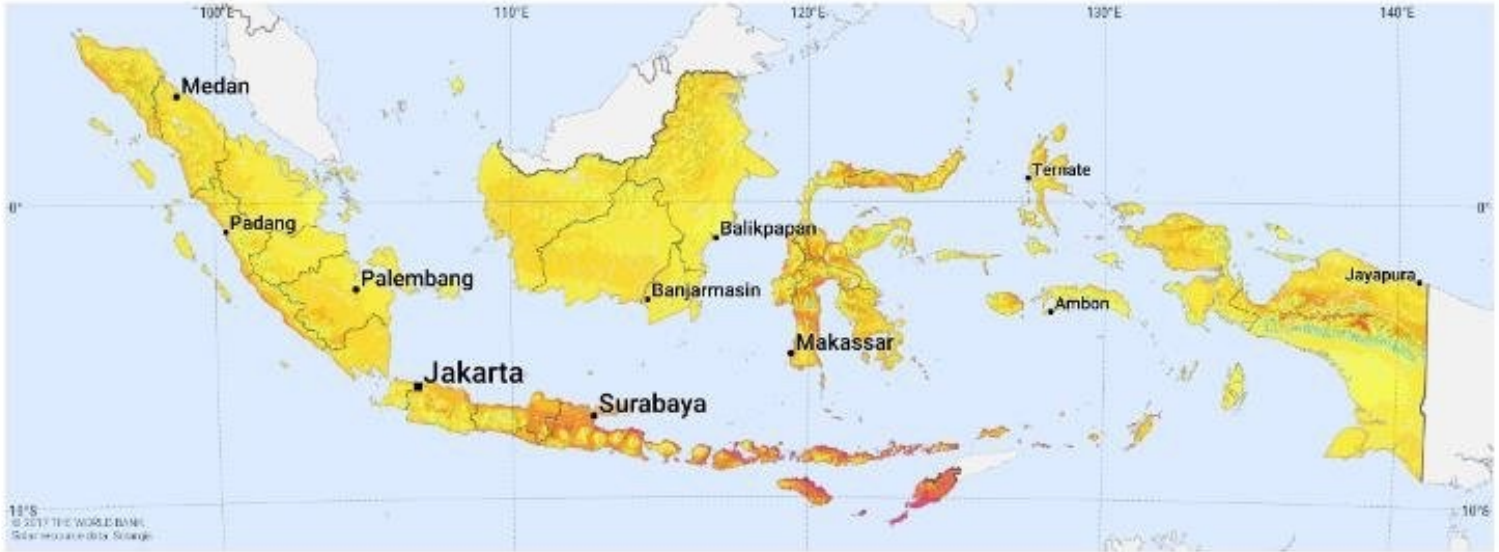 100°E 110°E 120°E 130°E 140°E
Medan
Ternate
0° 0°
Padang
Balikpapan
Palembang
Jayapura
Banjarmasin
Ambon
Makassar
Jakarta
Surabaya
10°S 10°S
© 2017 THE WORLD BANK
Solar resource data: Solargis